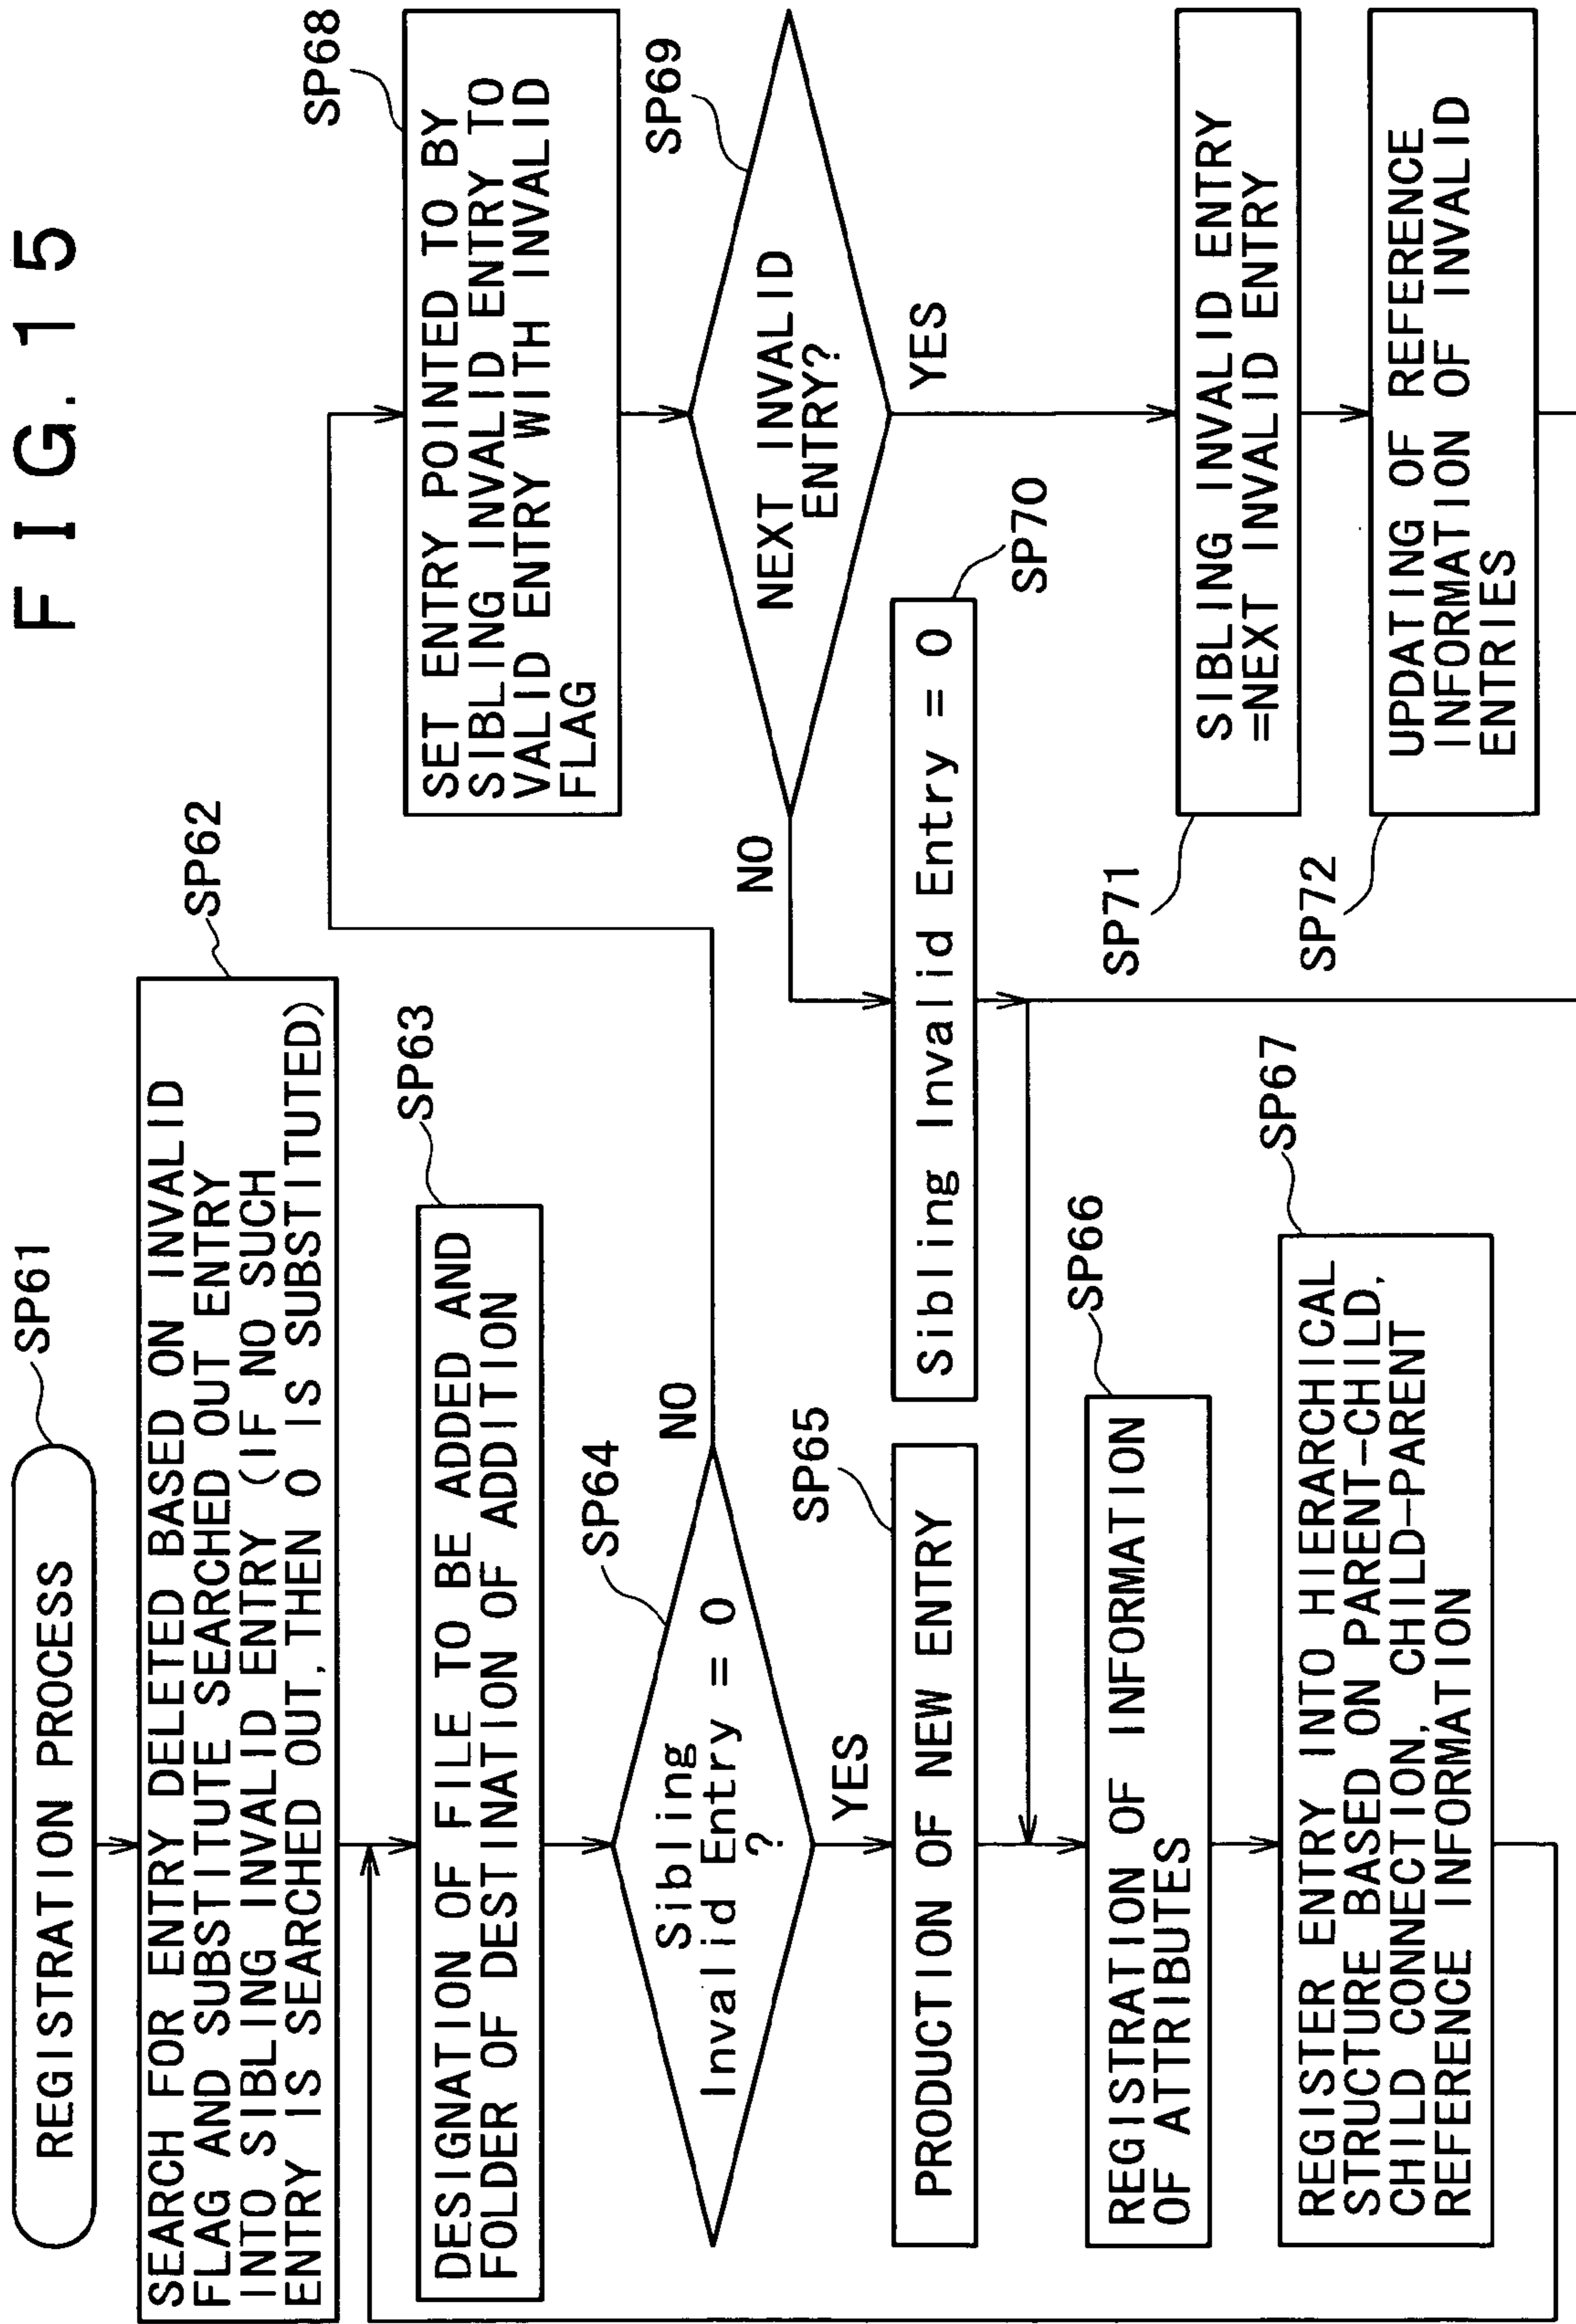 FIG. 15
REGISTRATION PROCESS
SP61
SEARCH FOR ENTRY DELETED BASED ON INVALID
FLAG AND SUBSTITUTE SEARCHED OUT ENTRY
INTO SIBLING INVALID ENTRY (IF NO SUCH
ENTRY IS SEARCHED OUT, THEN 0 IS SUBSTITUTED)
SP62
DESIGNATION OF FILE TO BE ADDED AND
FOLDER OF DESTINATION OF ADDITION
SP63
Sibling
Invalid Entry = 0
?
SP64
NO
YES
PRODUCTION OF NEW ENTRY
SP65
REGISTRATION OF INFORMATION
OF ATTRIBUTES
SP66
REGISTER ENTRY INTO HIERARCHICAL
STRUCTURE BASED ON PARENT-CHILD,
CHILD CONNECTION, CHILD-PARENT
REFERENCE INFORMATION
SP67
SP68
SET ENTRY POINTED TO BY
SIBLING INVALID ENTRY TO
VALID ENTRY WITH INVALID
FLAG
SP69
NEXT INVALID
ENTRY?
NO
YES
Sibling Invalid Entry = 0
SP70
SIBLING INVALID ENTRY
=NEXT INVALID ENTRY
SP71
UPDATING OF REFERENCE
INFORMATION OF INVALID
ENTRIES
SP72